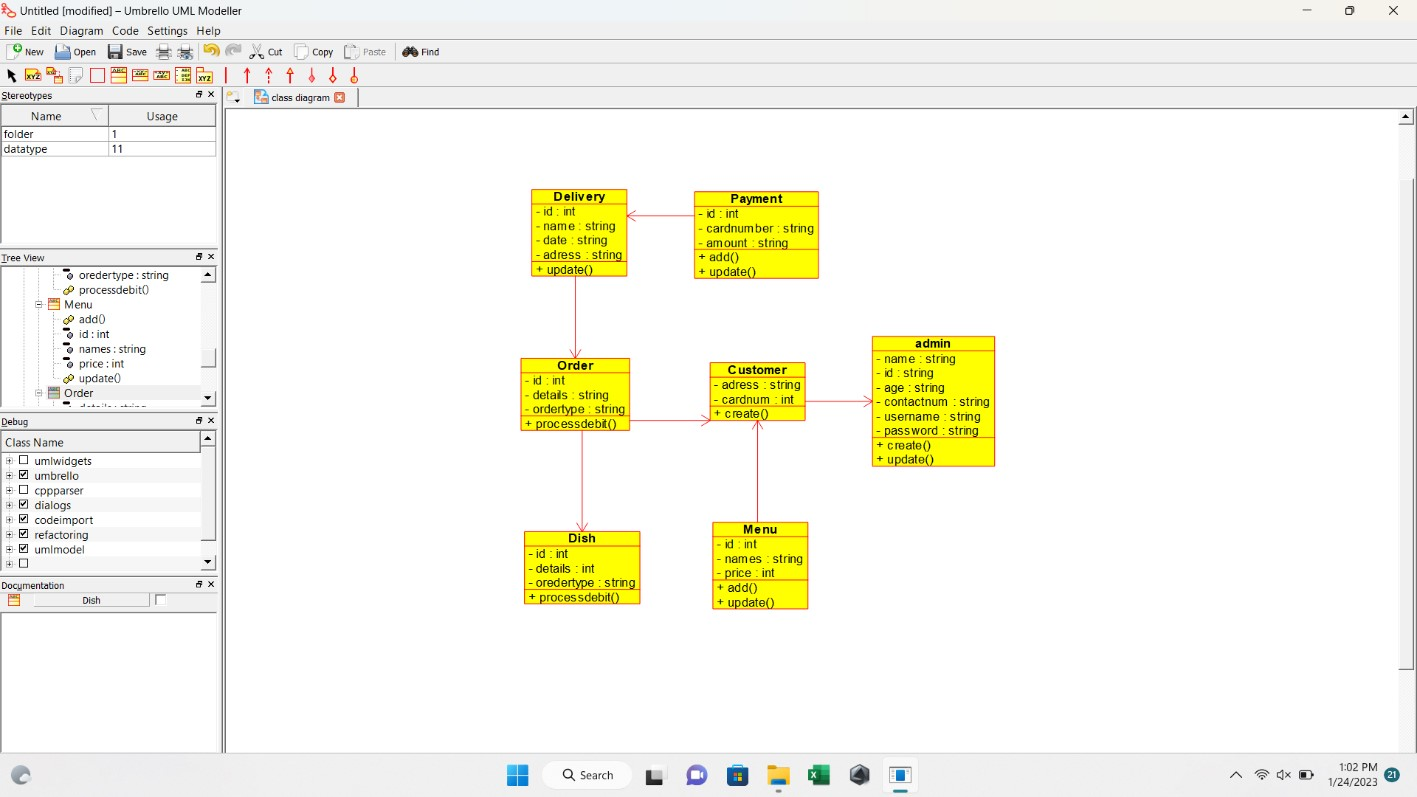 Untitled [modified] – Umbrello UML Modeller
File Edit Diagram Code Settings Help
New Open Save Cut Copy Paste Find
Stereotypes
Name Usage
folder 1
datatype 11
Tree View
oredertype : string
processdebit()
Menu
add()
id : int
names : string
price : int
update()
Order
Debug
Class Name
umlwidgets
umbrello
cppparser
dialogs
codeimport
refactoring
umlmodel
Documentation
Dish
class diagram
Delivery
- id : int
- name : string
- date : string
- adress : string
+ update()
Payment
- id : int
- cardnumber : string
- amount : string
+ add()
+ update()
Order
- id : int
- details : string
- ordertype : string
+ processdebit()
Customer
- adress : string
- cardnum : int
+ create()
admin
- name : string
- id : string
- age : string
- contactnum : string
- username : string
- password : string
+ create()
+ update()
Dish
- id : int
- details : int
- oredertype : string
+ processdebit()
Menu
- id : int
- names : string
- price : int
+ add()
+ update()
Search
1:02 PM
1/24/2023
21